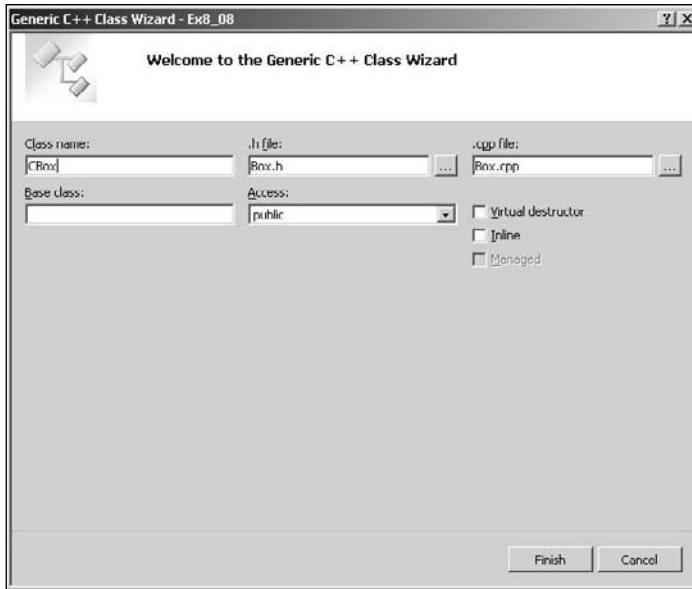 Generic C++ Class Wizard - Ex8_08
? X
Welcome to the Generic C++ Class Wizard
Class name: .h file: .cpp file:
CBox Box.h ... Box.cpp ...
Base class: Access:
public
Virtual destructor
Inline
Managed
Finish Cancel